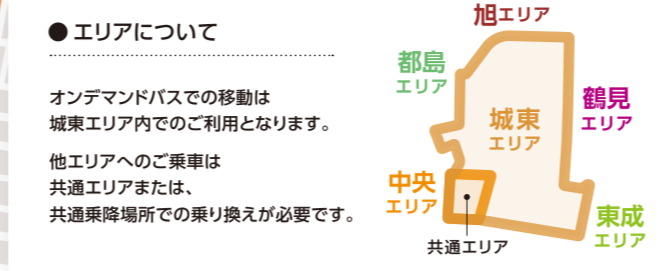 ● エリアについて
オンデマンドバスでの移動は
城東エリア内でのご利用となります。
他エリアへのご乗車は
共通エリアまたは、
共通乗降場所での乗り換えが必要です。
旭エリア
都島
エリア
鶴見
エリア
城東
エリア
中央
エリア
東成
エリア
共通エリア